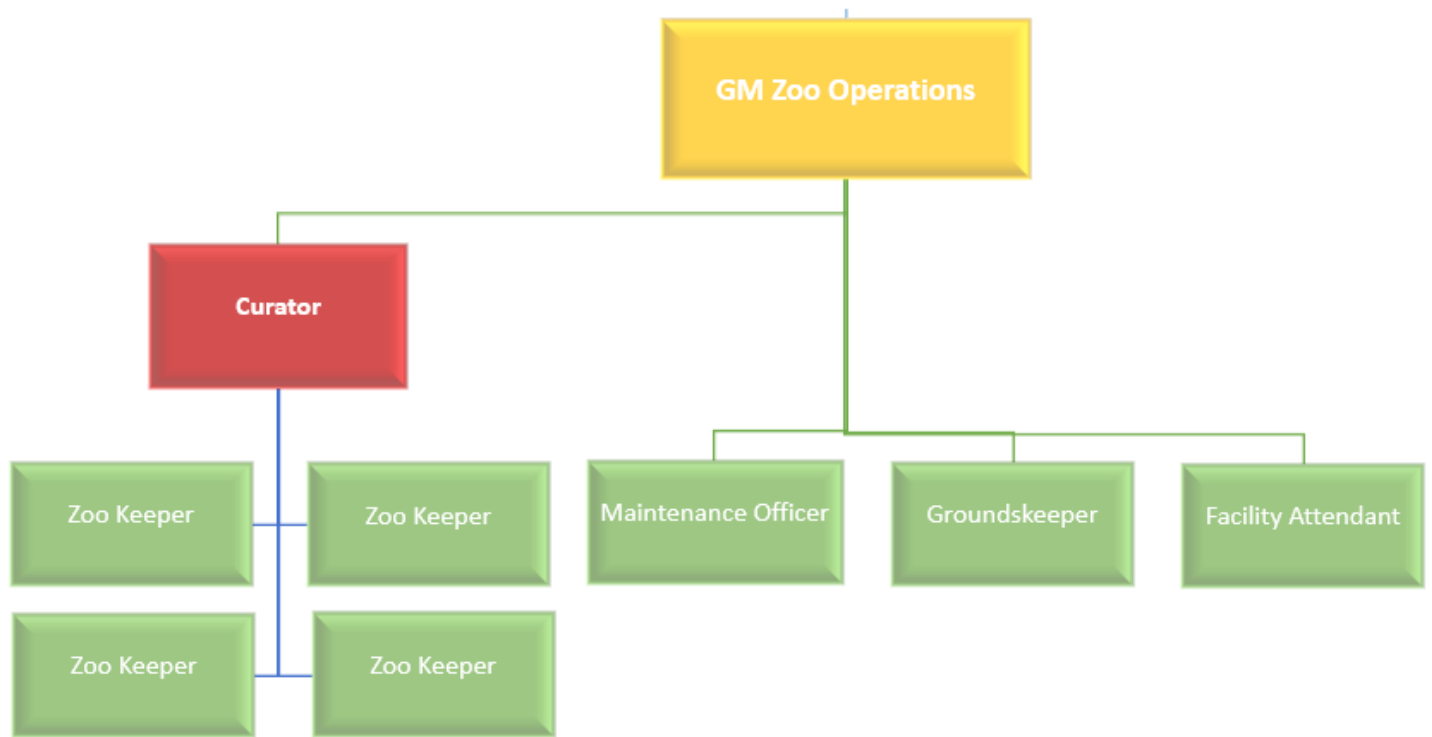 GM Zoo Operations
Curator
Zoo Keeper
Zoo Keeper
Maintenance Officer
Groundskeeper
Facility Attendant
Zoo Keeper
Zoo Keeper